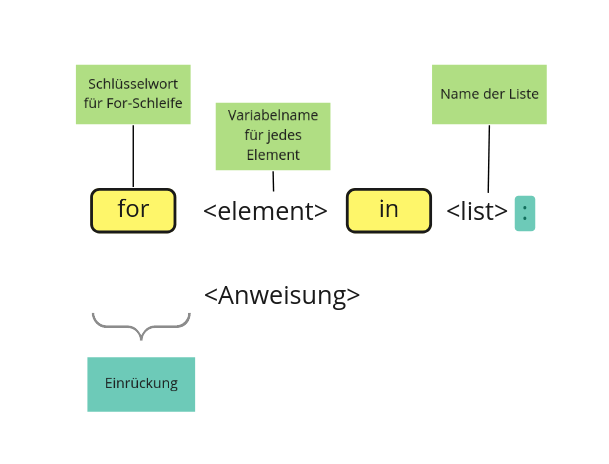 Schlüsselwort
für For-Schleife
Variabelname
für jedes
Element
Name der Liste
for <element> in <list> :
<Anweisung>
Einrückung